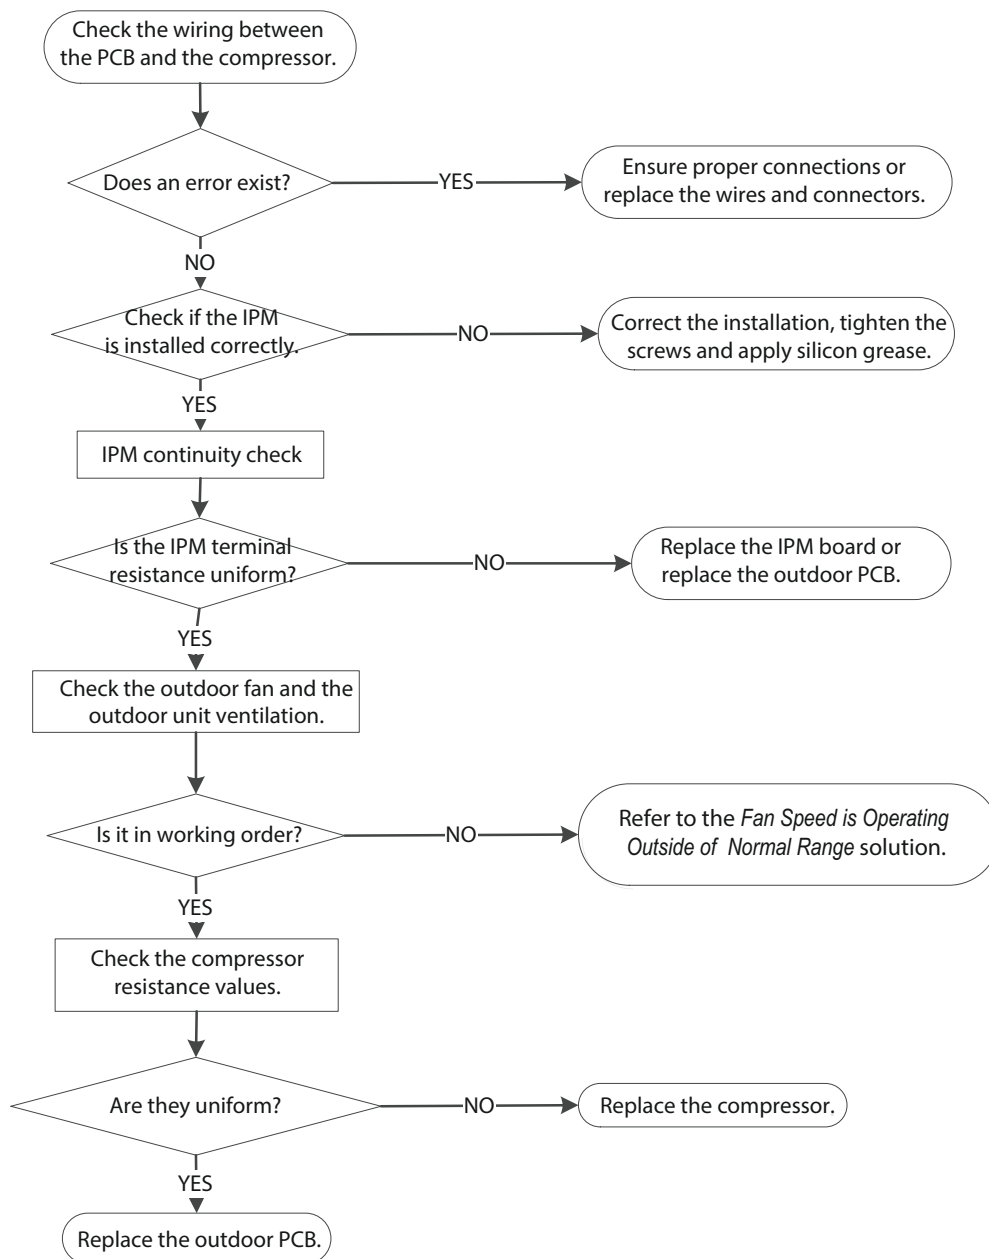 Check the wiring between
the PCB and the compressor.
Does an error exist?
YES
Ensure proper connections or
replace the wires and connectors.
NO
Check if the IPM
is installed correctly.
NO
Correct the installation, tighten the
screws and apply silicon grease.
YES
IPM continuity check
Is the IPM terminal
resistance uniform?
NO
Replace the IPM board or
replace the outdoor PCB.
YES
Check the outdoor fan and the
outdoor unit ventilation.
Is it in working order?
NO
Refer to the Fan Speed is Operating
Outside of Normal Range solution.
YES
Check the compressor
resistance values.
Are they uniform?
NO
Replace the compressor.
YES
Replace the outdoor PCB.